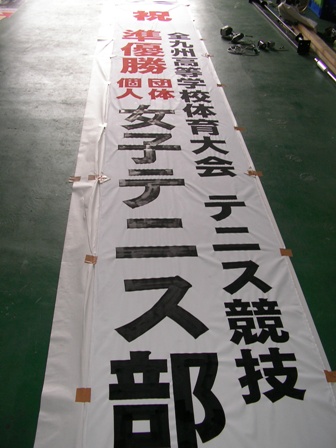 祝
全九州高等学校体育大会 テニス競技
準優勝
団体
個人
女子テニス部